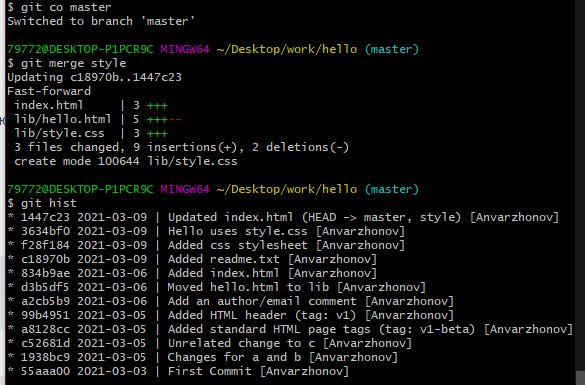 $ git co master
Switched to branch 'master'
79772@DESKTOP-P1PCR9C MINGW64 ~/Desktop/work/hello (master)
$ git merge style
Updating c18970b..1447c23
Fast-forward
index.html     | 3 +++
lib/hello.html | 5 +++--
lib/style.css  | 3 +++
3 files changed, 9 insertions(+), 2 deletions(-)
create mode 100644 lib/style.css
79772@DESKTOP-P1PCR9C MINGW64 ~/Desktop/work/hello (master)
$ git hist
* 1447c23 2021-03-09 | Updated index.html (HEAD -> master, style) [Anvarzhonov]
* 3634bf0 2021-03-09 | Hello uses style.css [Anvarzhonov]
* f28f184 2021-03-09 | Added css stylesheet [Anvarzhonov]
* c18970b 2021-03-09 | Added readme.txt [Anvarzhonov]
* 834b9ae 2021-03-06 | Added index.html [Anvarzhonov]
* d3b5df5 2021-03-06 | Moved hello.html to lib [Anvarzhonov]
* a2cb5b9 2021-03-06 | Add an author/email comment [Anvarzhonov]
* 99b4951 2021-03-05 | Added HTML header (tag: v1) [Anvarzhonov]
* a8128cc 2021-03-05 | Added standard HTML page tags (tag: v1-beta) [Anvarzhonov]
* c52681d 2021-03-05 | Unrelated change to c [Anvarzhonov]
* 1938bc9 2021-03-05 | Changes for a and b [Anvarzhonov]
* 55aaa00 2021-03-03 | First Commit [Anvarzhonov]